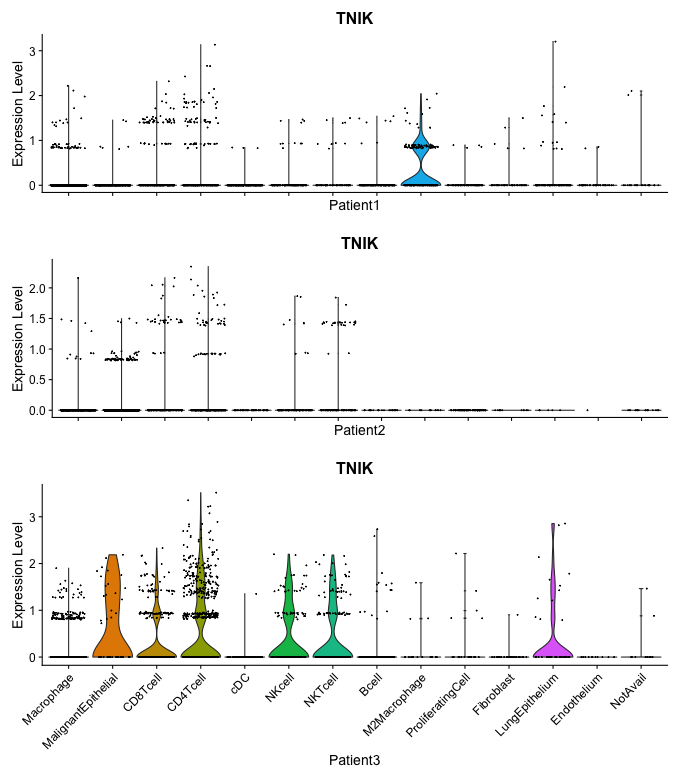 TNIK
Expression Level
3
2
1
0
Patient1
TNIK
Expression Level
2.0
1.5
1.0
0.5
0.0
Patient2
TNIK
Expression Level
3
2
1
0
Macrophage
MalignantEpithelial
CD8Tcell
CD4Tcell
cDC
NKcell
NKTcell
Bcell
M2Macrophage
ProliferatingCell
Fibroblast
LungEpithelium
Endothelium
NotAvail
Patient3